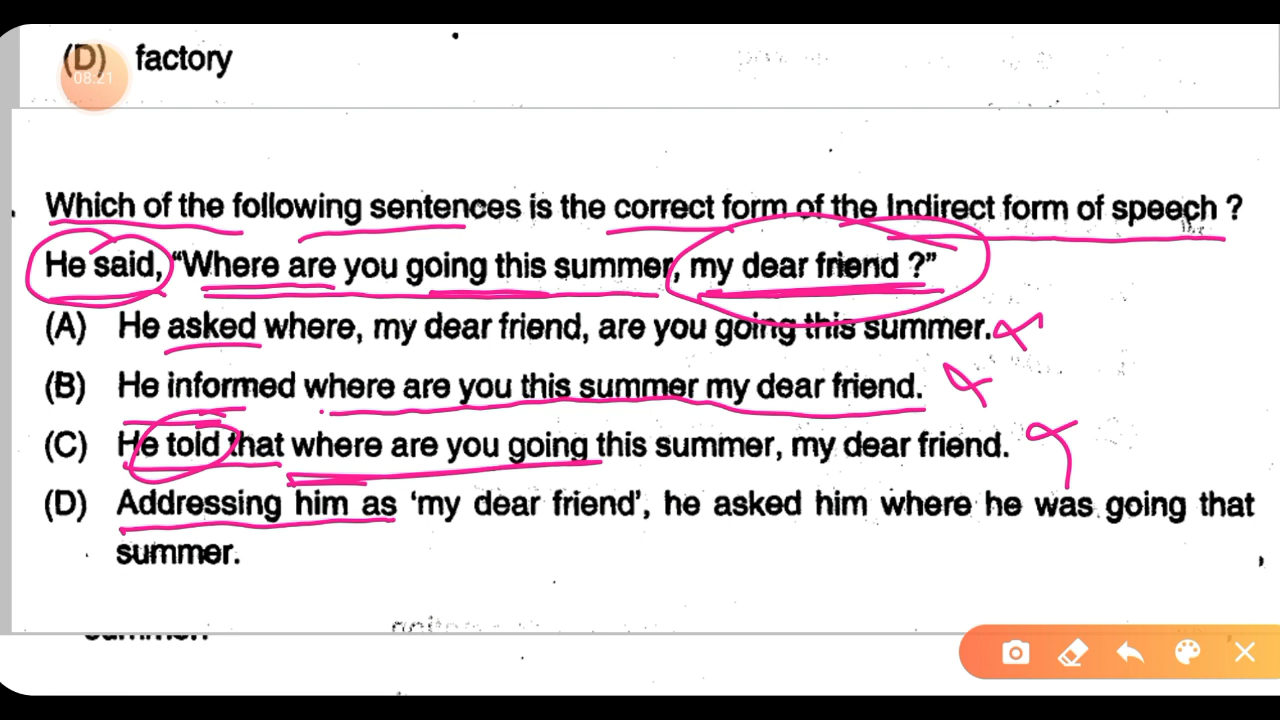 (D) factory
08:21
Which of the following sentences is the correct form of the Indirect form of speech ?
He said, “Where are you going this summer, my dear friend ?”
(A) He asked where, my dear friend, are you going this summer.
(B) He informed where are you this summer my dear friend.
(C) He told that where are you going this summer, my dear friend.
(D) Addressing him as ‘my dear friend’, he asked him where he was going that
summer.